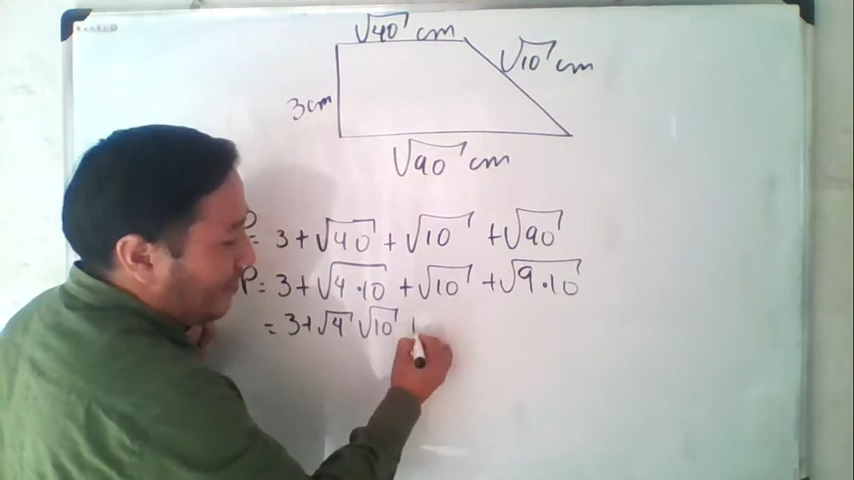 √40 cm
√10 cm
3cm
√90 cm
P= 3+√40 +√10 +√90
P= 3+√4·10 +√10 +√9·10
= 3+√4 √10